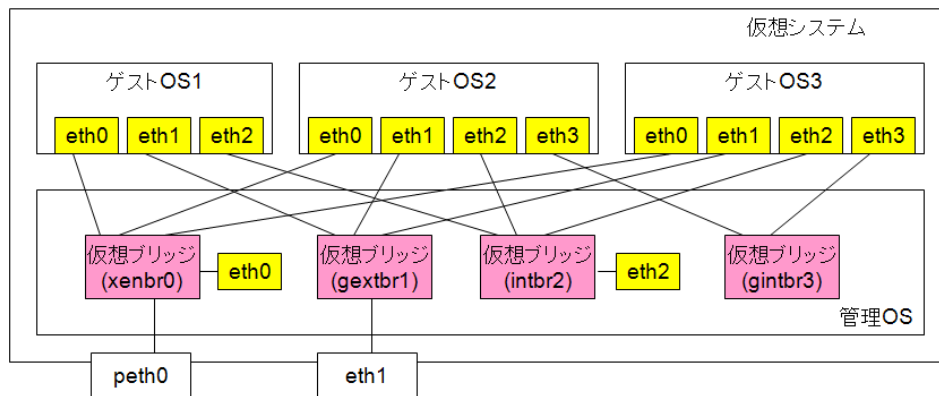 仮想システム
ゲストOS1
ゲストOS2
ゲストOS3
eth0 eth1 eth2
eth0 eth1 eth2 eth3
eth0 eth1 eth2 eth3
仮想ブリッジ
(xenbr0)
eth0
仮想ブリッジ
(gextbr1)
仮想ブリッジ
(intbr2)
eth2
仮想ブリッジ
(gintbr3)
管理OS
peth0
eth1